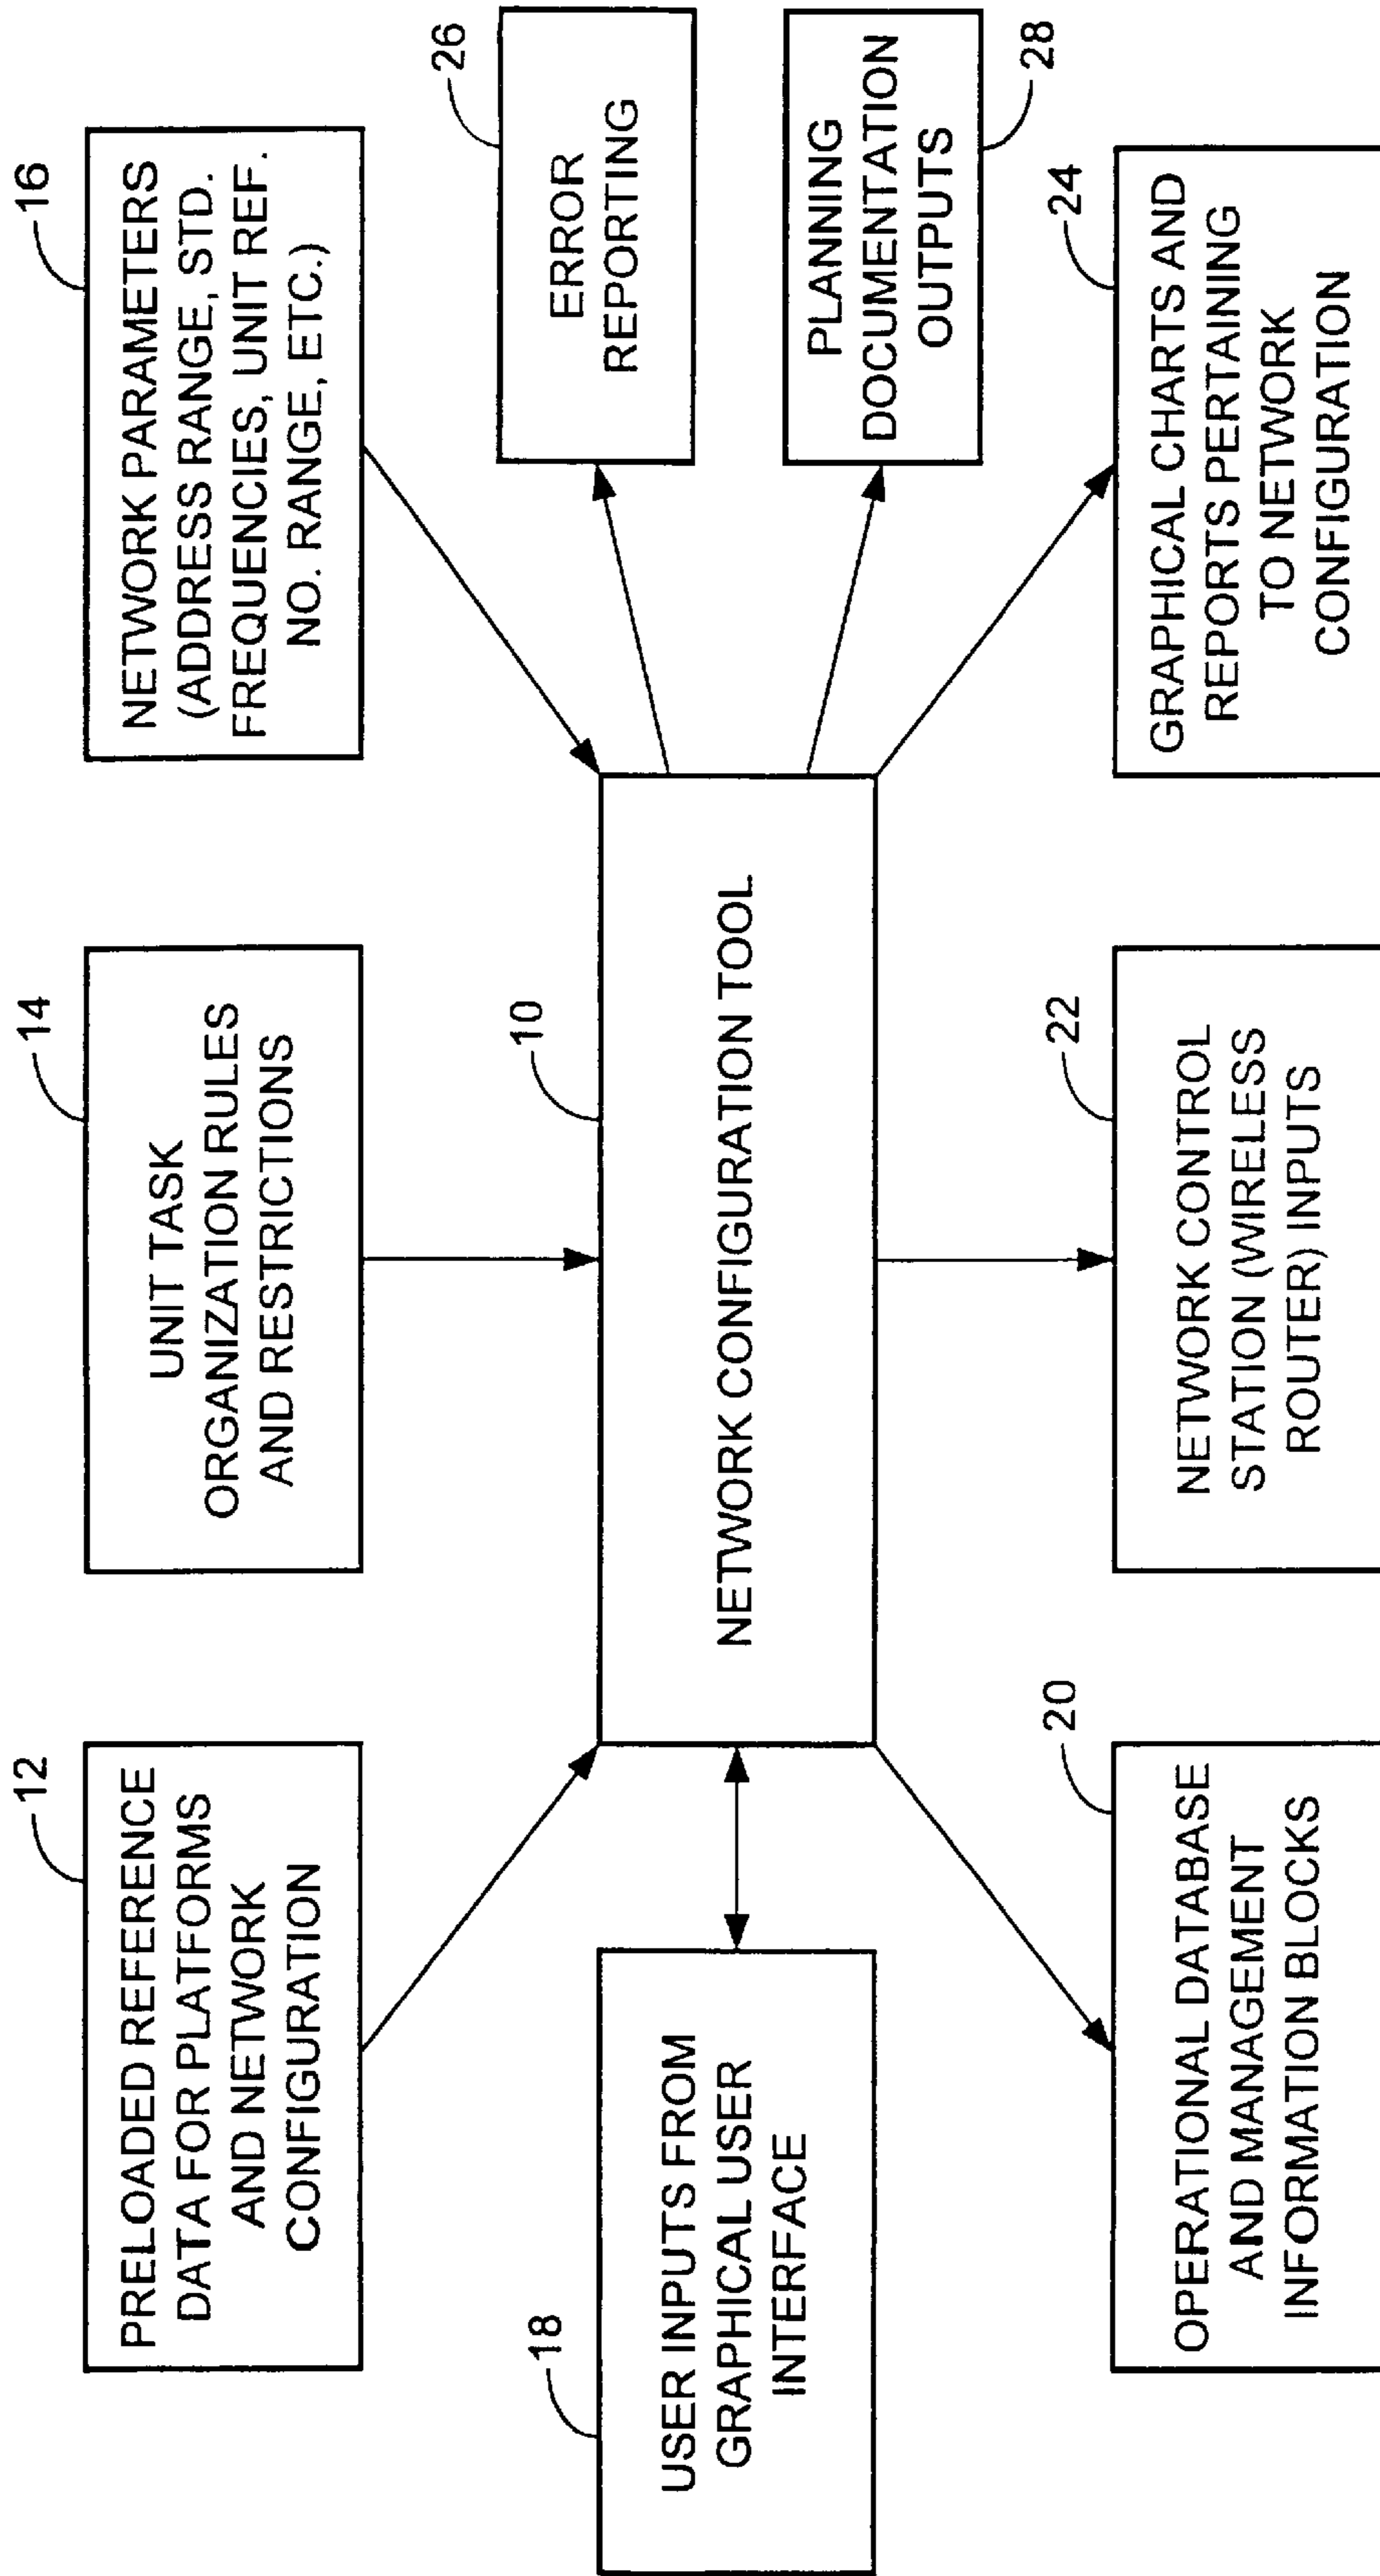 12
PRELOADED REFERENCE
DATA FOR PLATFORMS
AND NETWORK
CONFIGURATION
14
UNIT TASK
ORGANIZATION RULES
AND RESTRICTIONS
16
NETWORK PARAMETERS
(ADDRESS RANGE, STD.
FREQUENCIES, UNIT REF.
NO. RANGE, ETC.)
18
USER INPUTS FROM
GRAPHICAL USER
INTERFACE
10
NETWORK CONFIGURATION TOOL
26
ERROR
REPORTING
PLANNING
DOCUMENTATION
OUTPUTS
28
20
OPERATIONAL DATABASE
AND MANAGEMENT
INFORMATION BLOCKS
22
NETWORK CONTROL
STATION (WIRELESS
ROUTER) INPUTS
24
GRAPHICAL CHARTS AND
REPORTS PERTAINING
TO NETWORK
CONFIGURATION